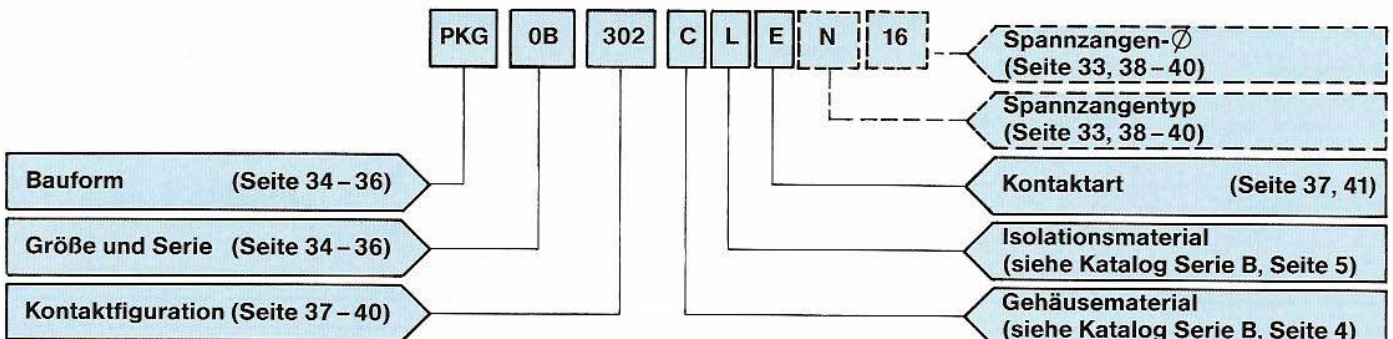 PKG 0B 302 C L E N 16
Spannzangen-Ø
(Seite 33, 38–40)
Spannzangentyp
(Seite 33, 38–40)
Bauform (Seite 34–36)
Kontaktart (Seite 37, 41)
Größe und Serie (Seite 34–36)
Isolationsmaterial
(siehe Katalog Serie B, Seite 5)
Kontaktfiguration (Seite 37–40)
Gehäusematerial
(siehe Katalog Serie B, Seite 4)